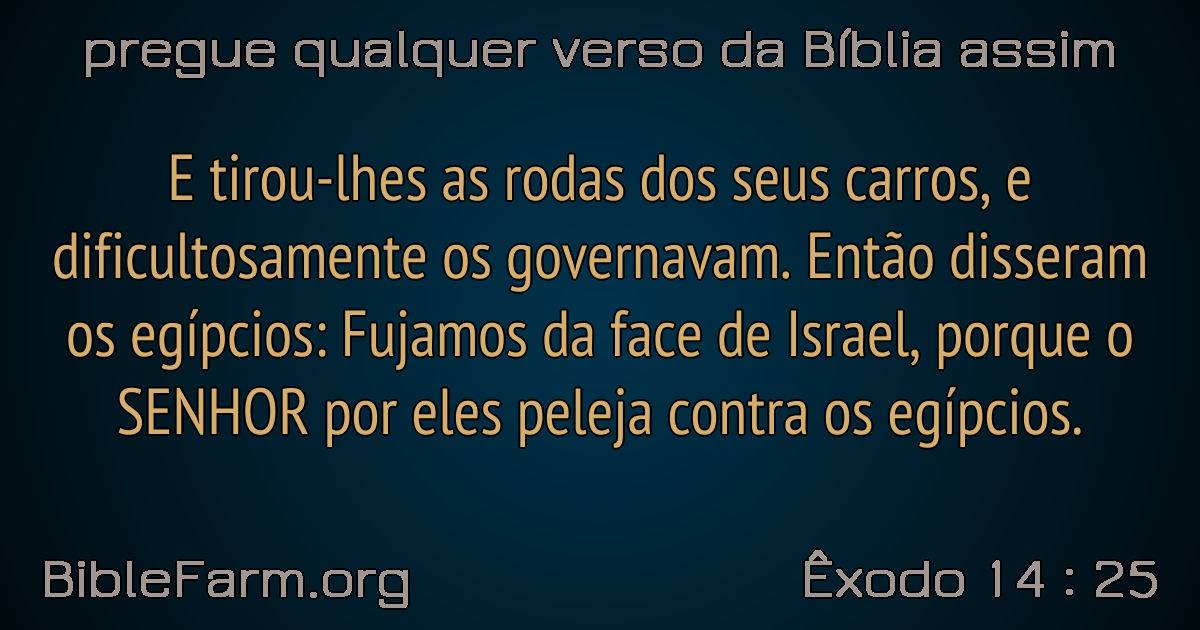 pregue qualquer verso da Bíblia assim
E tirou-lhes as rodas dos seus carros, e
dificultosamente os governavam. Então disseram
os egípcios: Fujamos da face de Israel, porque o
SENHOR por eles peleja contra os egípcios.
BibleFarm.org
Êxodo 14 : 25